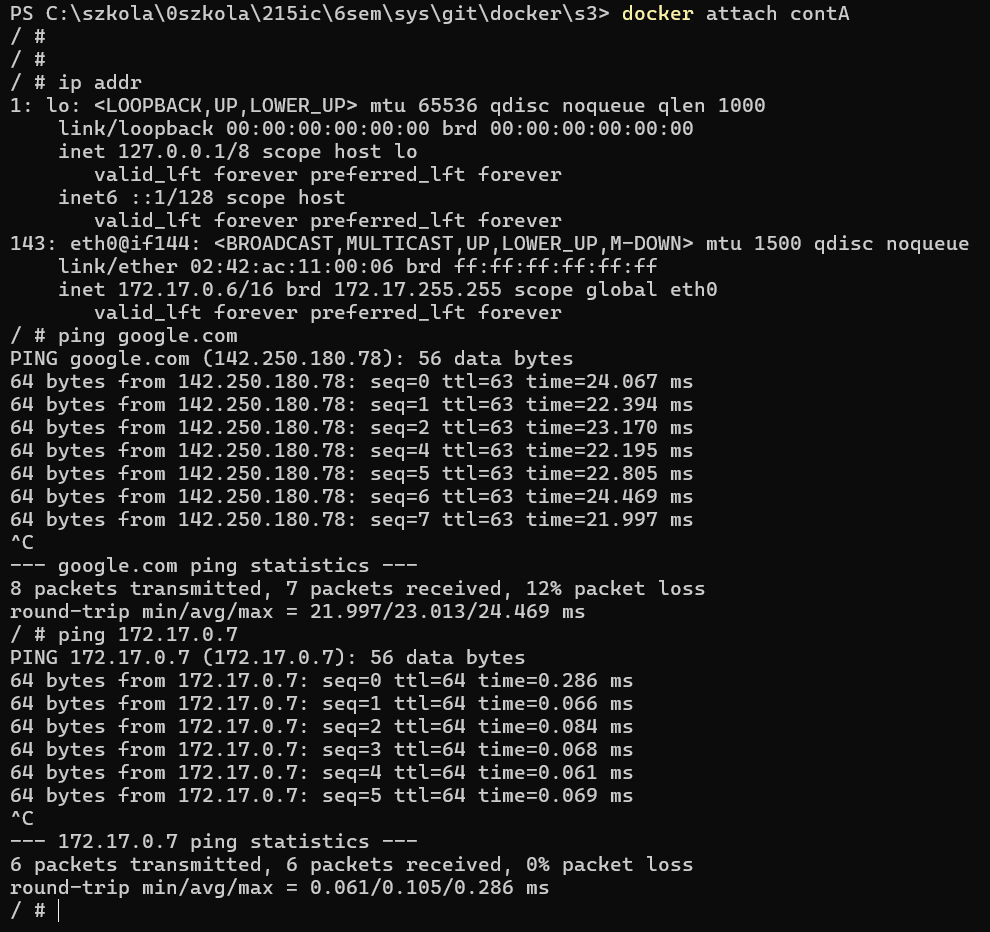 PS C:\szkola\0szkola\215ic\6sem\sys\git\docker\s3> docker attach contA
/ #
/ #
/ # ip addr
1: lo: <LOOPBACK,UP,LOWER_UP> mtu 65536 qdisc noqueue qlen 1000
    link/loopback 00:00:00:00:00:00 brd 00:00:00:00:00:00
    inet 127.0.0.1/8 scope host lo
       valid_lft forever preferred_lft forever
    inet6 ::1/128 scope host
       valid_lft forever preferred_lft forever
143: eth0@if144: <BROADCAST,MULTICAST,UP,LOWER_UP,M-DOWN> mtu 1500 qdisc noqueue
    link/ether 02:42:ac:11:00:06 brd ff:ff:ff:ff:ff:ff
    inet 172.17.0.6/16 brd 172.17.255.255 scope global eth0
       valid_lft forever preferred_lft forever
/ # ping google.com
PING google.com (142.250.180.78): 56 data bytes
64 bytes from 142.250.180.78: seq=0 ttl=63 time=24.067 ms
64 bytes from 142.250.180.78: seq=1 ttl=63 time=22.394 ms
64 bytes from 142.250.180.78: seq=2 ttl=63 time=23.170 ms
64 bytes from 142.250.180.78: seq=4 ttl=63 time=22.195 ms
64 bytes from 142.250.180.78: seq=5 ttl=63 time=22.805 ms
64 bytes from 142.250.180.78: seq=6 ttl=63 time=24.469 ms
64 bytes from 142.250.180.78: seq=7 ttl=63 time=21.997 ms
^C
--- google.com ping statistics ---
8 packets transmitted, 7 packets received, 12% packet loss
round-trip min/avg/max = 21.997/23.013/24.469 ms
/ # ping 172.17.0.7
PING 172.17.0.7 (172.17.0.7): 56 data bytes
64 bytes from 172.17.0.7: seq=0 ttl=64 time=0.286 ms
64 bytes from 172.17.0.7: seq=1 ttl=64 time=0.066 ms
64 bytes from 172.17.0.7: seq=2 ttl=64 time=0.084 ms
64 bytes from 172.17.0.7: seq=3 ttl=64 time=0.068 ms
64 bytes from 172.17.0.7: seq=4 ttl=64 time=0.061 ms
64 bytes from 172.17.0.7: seq=5 ttl=64 time=0.069 ms
^C
--- 172.17.0.7 ping statistics ---
6 packets transmitted, 6 packets received, 0% packet loss
round-trip min/avg/max = 0.061/0.105/0.286 ms
/ #